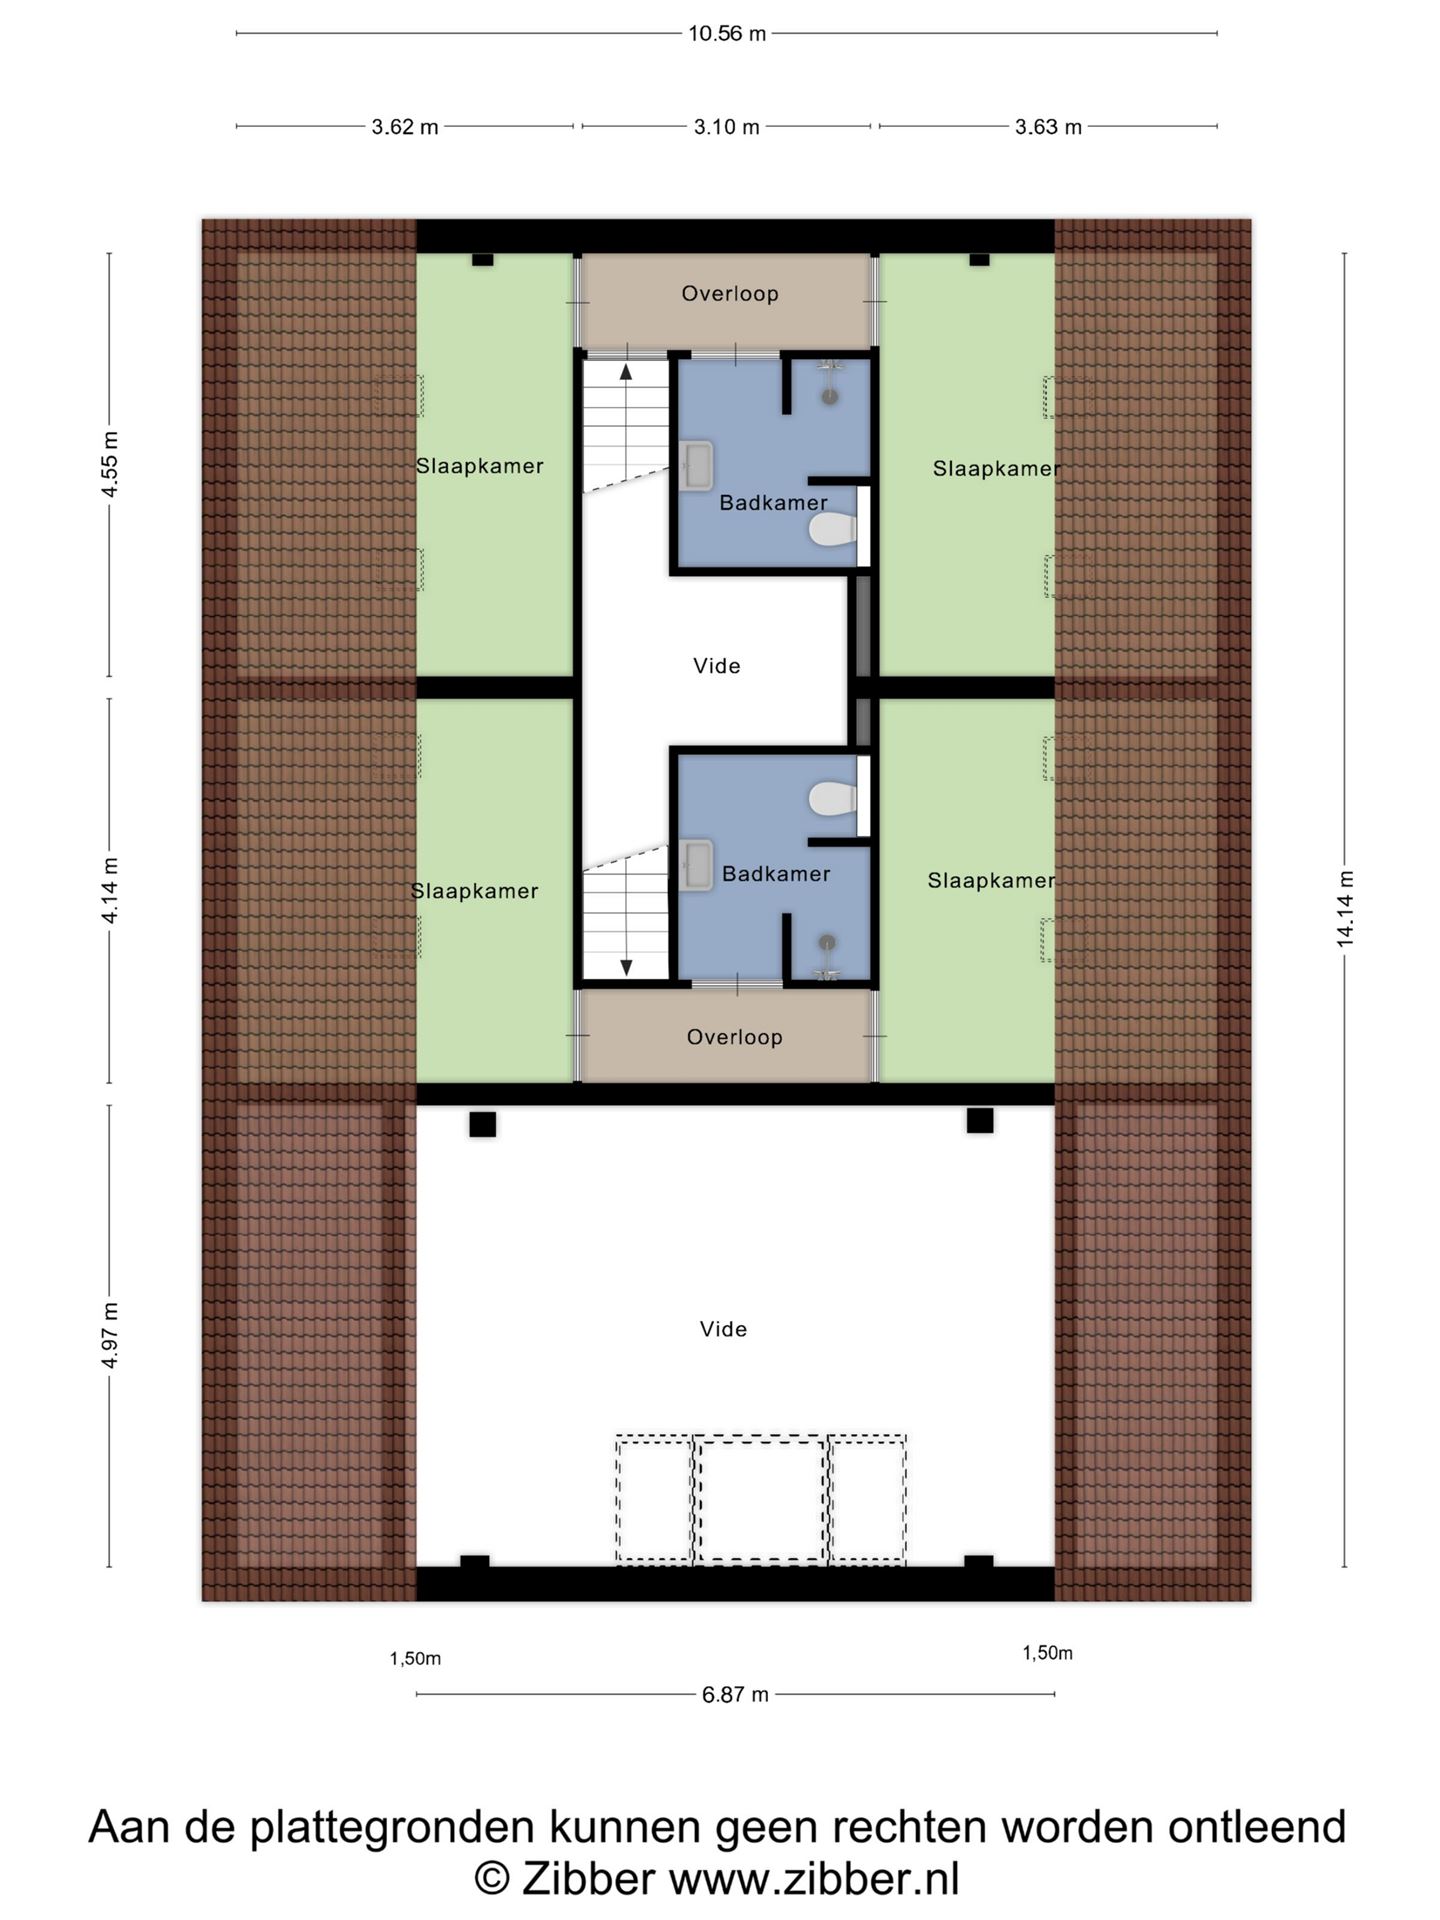 10.56 m
3.62 m
3.10 m
3.63 m
Overloop
4.55 m
Slaapkamer
Slaapkamer
Badkamer
Vide
4.14 m
Slaapkamer
Badkamer
Slaapkamer
14.14 m
Overloop
4.97 m
Vide
1,50m
1,50m
6.87 m
Aan de plattegronden kunnen geen rechten worden ontleend
© Zibber www.zibber.nl